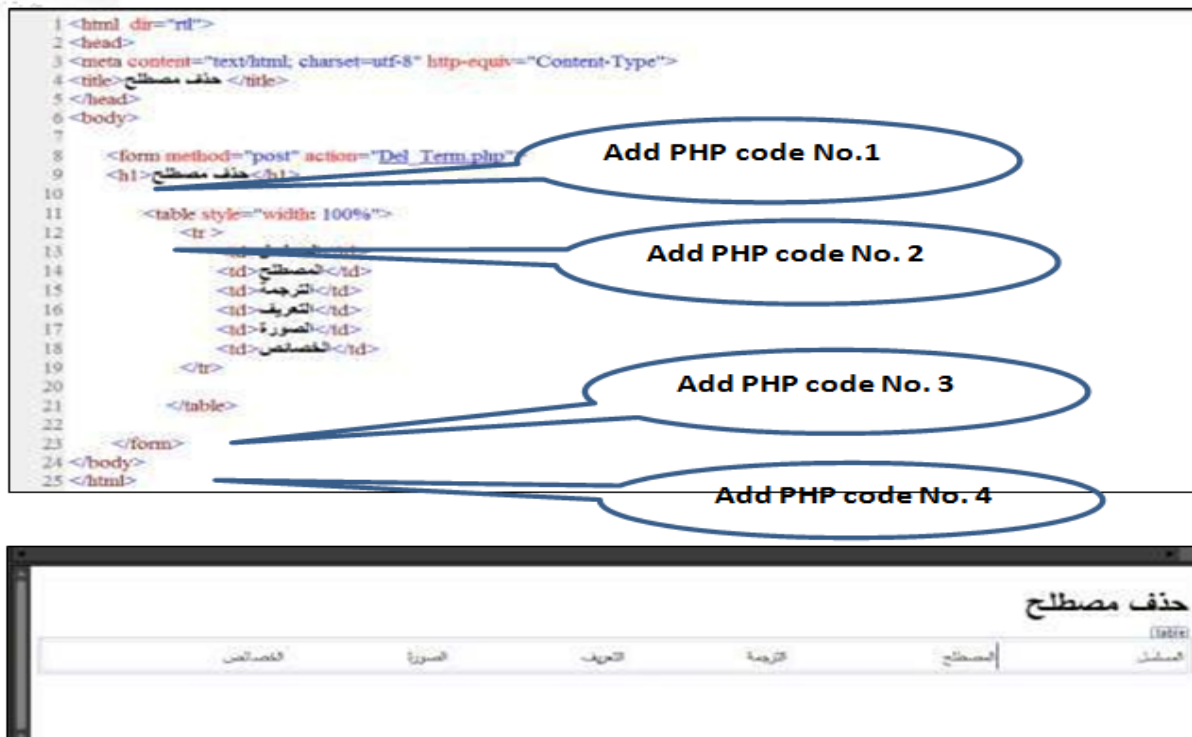 1 <html dir="rtl">
2 <head>
3 <meta content="text/html; charset=utf-8" http-equiv="Content-Type">
4 <title>حذف مصطلح </title>
5 </head>
6 <body>
7
8 <form method="post" action="Del_Term.php">
9 <h1>حذف مصطلح</h1>
10
11 <table style="width: 100%">
12 <tr >
13 <td></td>
14 <td>المصطلح</td>
15 <td>الترجمة</td>
16 <td>التعريف</td>
17 <td>الصورة</td>
18 <td>الخصائص</td>
19 </tr>
20
21 </table>
22
23 </form>
24 </body>
25 </html>
Add PHP code No.1
Add PHP code No. 2
Add PHP code No. 3
Add PHP code No. 4
حذف مصطلح
table
المسلسل المصطلح الترجمة التعريف الصورة الخصائص